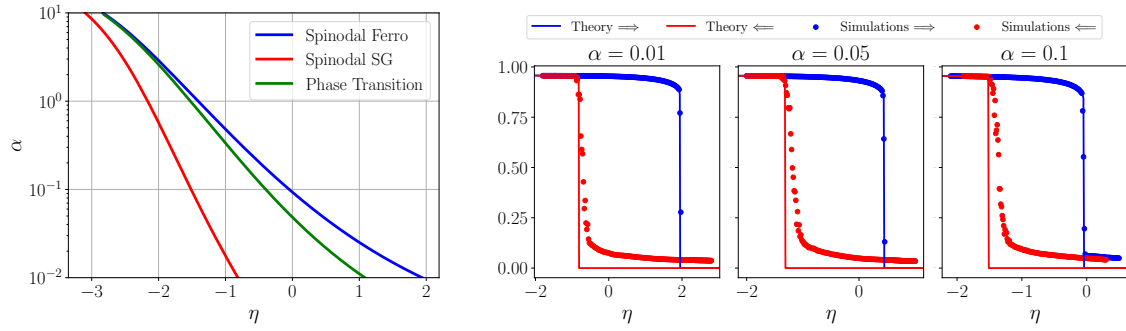 10^1
10^0
10^{-1}
10^{-2}
α
−3
−2
−1
0
1
2
η
Spinodal Ferro
Spinodal SG
Phase Transition
Theory ⟹
Theory ⟸
Simulations ⟹
Simulations ⟸
α = 0.01
α = 0.05
α = 0.1
1.00
0.75
0.50
0.25
0.00
−2
0
2
η
−2
0
η
−2
−1
0
η